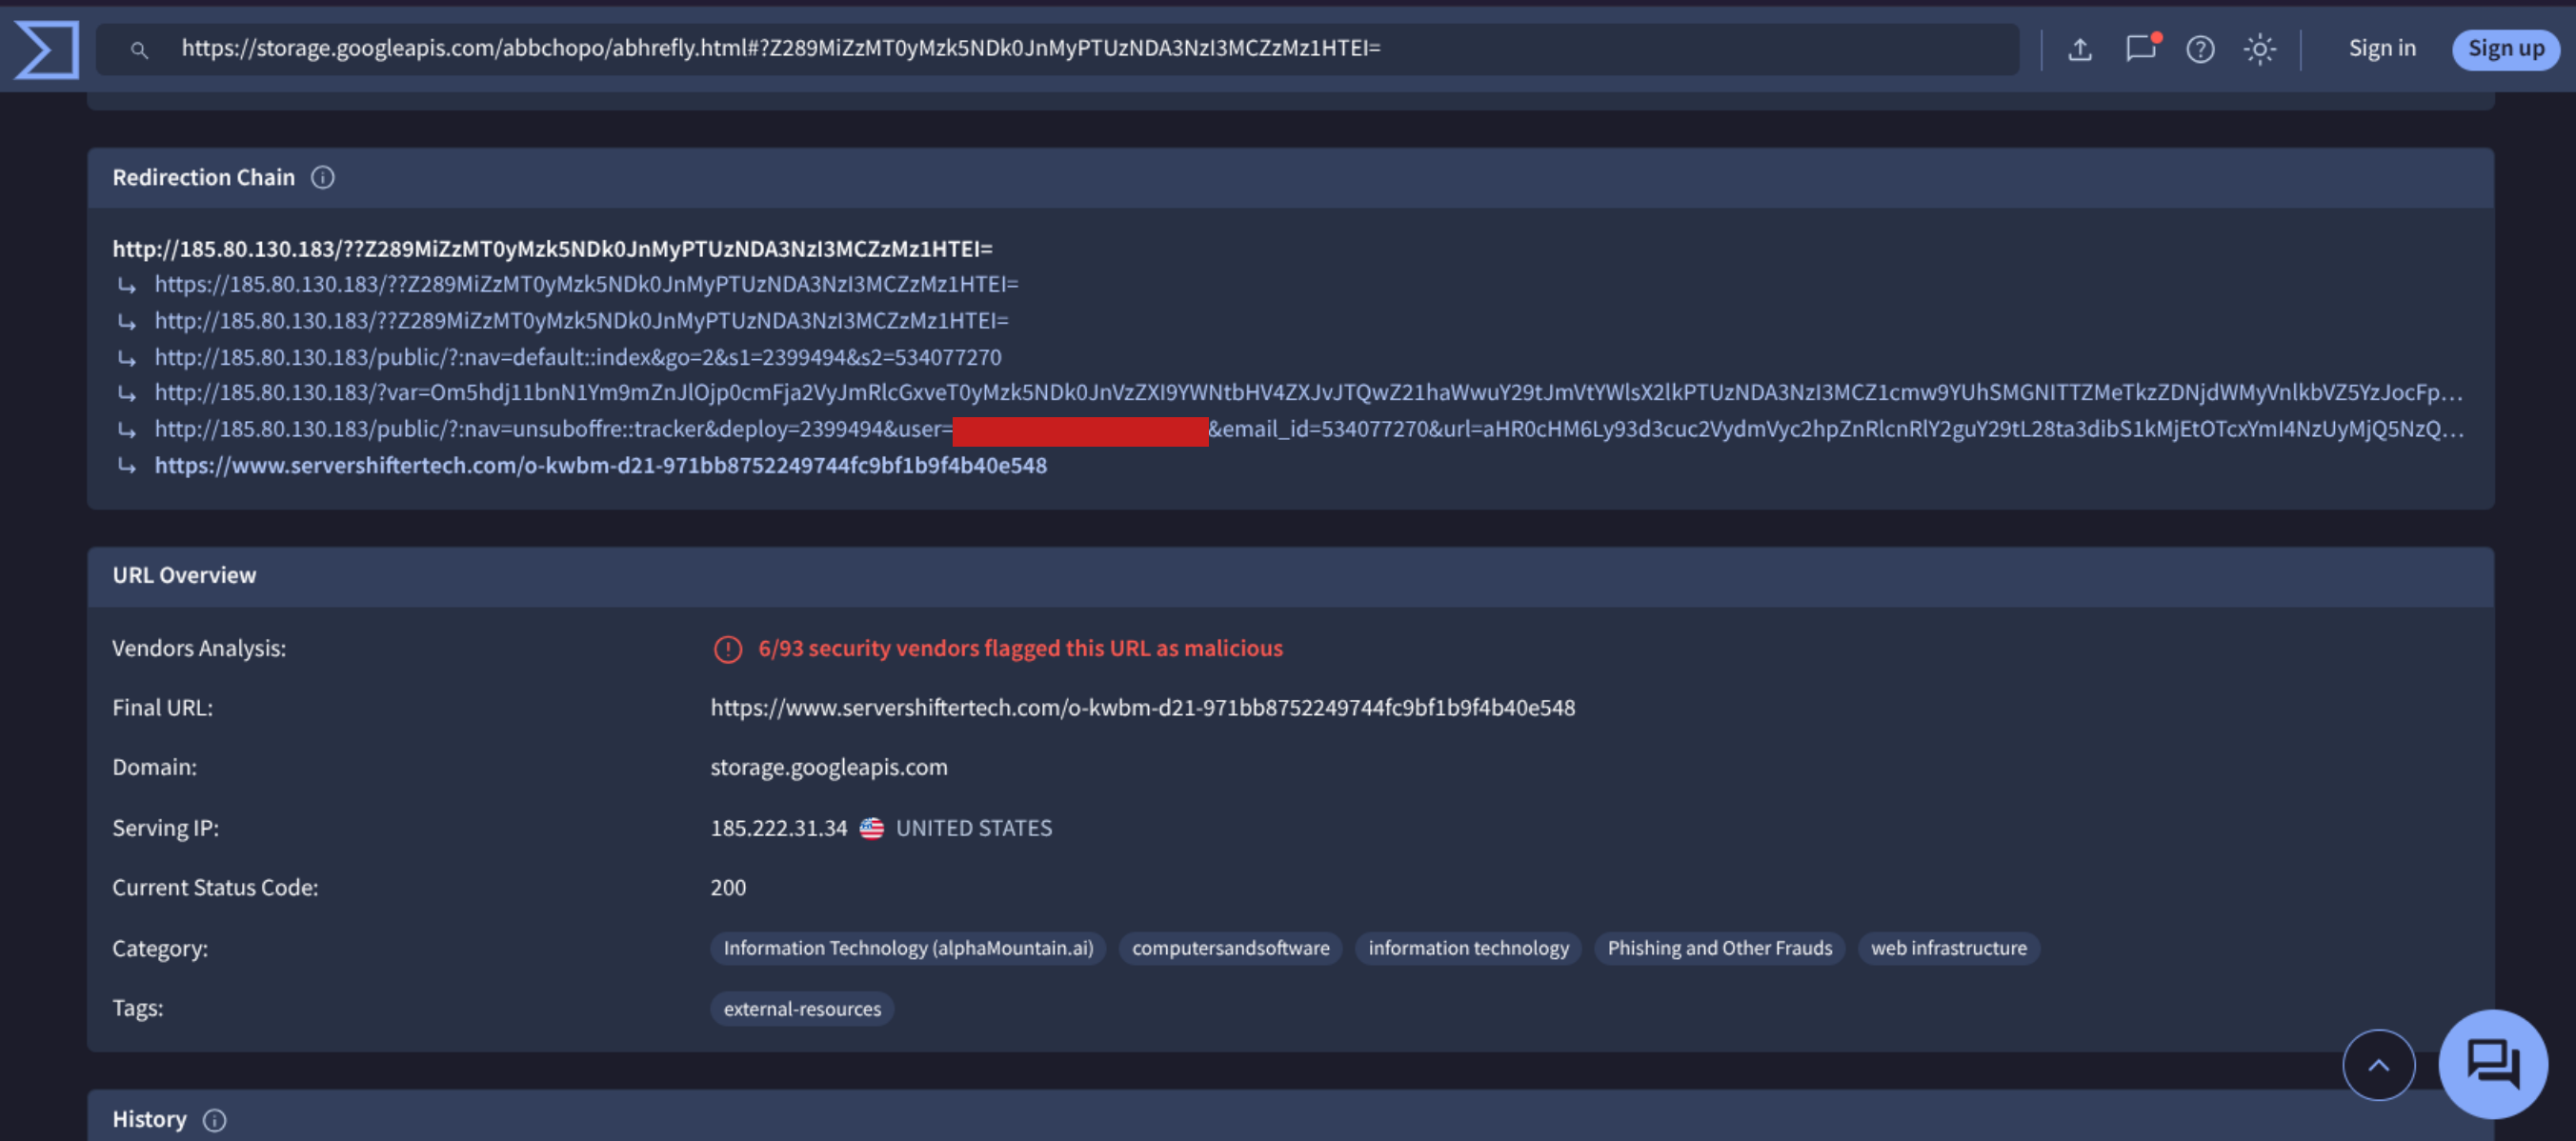 https://storage.googleapis.com/abbchopo/abhrefly.html#?Z289MiZzMT0yMzk5NDk0JnMyPTUzNDA3NzI3MCZzMz1HTEI=
Sign in
Sign up
Redirection Chain
http://185.80.130.183/??Z289MiZzMT0yMzk5NDk0JnMyPTUzNDA3NzI3MCZzMz1HTEI=
https://185.80.130.183/??Z289MiZzMT0yMzk5NDk0JnMyPTUzNDA3NzI3MCZzMz1HTEI=
http://185.80.130.183/??Z289MiZzMT0yMzk5NDk0JnMyPTUzNDA3NzI3MCZzMz1HTEI=
http://185.80.130.183/public/?:nav=default::index&go=2&s1=2399494&s2=534077270
http://185.80.130.183/?var=Om5hdj11bnN1Ym9mZnJlOjp0cmFja2VyJmRlcGxveT0yMzk5NDk0JnVzZXI9YWNtbHV4ZXJvJTQwZ21haWwuY29tJmVtYWlsX2lkPTUzNDA3NzI3MCZ1cmw9YUhSMGNITTZMeTkzZDNjdWMyVnlkbVZ5YzJocFp...
http://185.80.130.183/public/?:nav=unsuboffre::tracker&deploy=2399494&user=
&email_id=534077270&url=aHR0cHM6Ly93d3cuc2VydmVyc2hpZnRlcnRlY2guY29tL28ta3dibS1kMjEtOTcxYmI4NzUyMjQ5NzQ...
https://www.servershiftertech.com/o-kwbm-d21-971bb8752249744fc9bf1b9f4b40e548
URL Overview
Vendors Analysis:
6/93 security vendors flagged this URL as malicious
Final URL:
https://www.servershiftertech.com/o-kwbm-d21-971bb8752249744fc9bf1b9f4b40e548
Domain:
storage.googleapis.com
Serving IP:
185.222.31.34 UNITED STATES
Current Status Code:
200
Category:
Information Technology (alphaMountain.ai) computersandsoftware information technology Phishing and Other Frauds web infrastructure
Tags:
external-resources
History